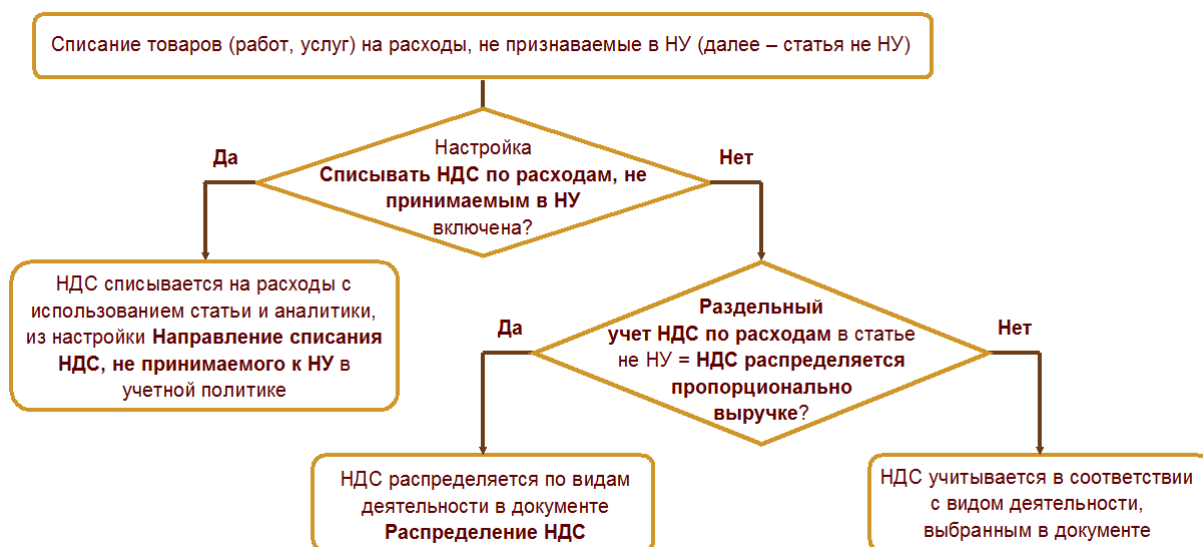 Списание товаров (работ, услуг) на расходы, не признаваемые в НУ (далее – статья не НУ)
Да
Настройка
Списывать НДС по расходам, не
принимаемым в НУ
включена?
Нет
НДС списывается на расходы с
использованием статьи и аналитики,
из настройки Направление списания
НДС, не принимаемого к НУ в
учетной политике
Да
Раздельный
учет НДС по расходам в статье
не НУ = НДС распределяется
пропорционально
выручке?
Нет
НДС распределяется по видам
деятельности в документе
Распределение НДС
НДС учитывается в соответствии
с видом деятельности,
выбранным в документе